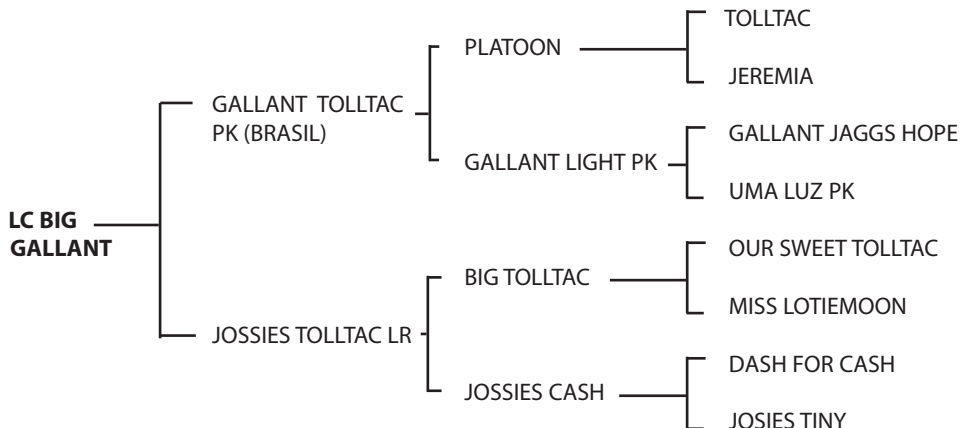 TOLLTAC
PLATOON
JEREMIA
GALLANT TOLLTAC
PK (BRASIL)
GALLANT JAGGS HOPE
GALLANT LIGHT PK
UMA LUZ PK
LC BIG
GALLANT
OUR SWEET TOLLTAC
BIG TOLLTAC
MISS LOTIEMOON
JOSSIES TOLLTAC LR
DASH FOR CASH
JOSSIES CASH
JOSIES TINY